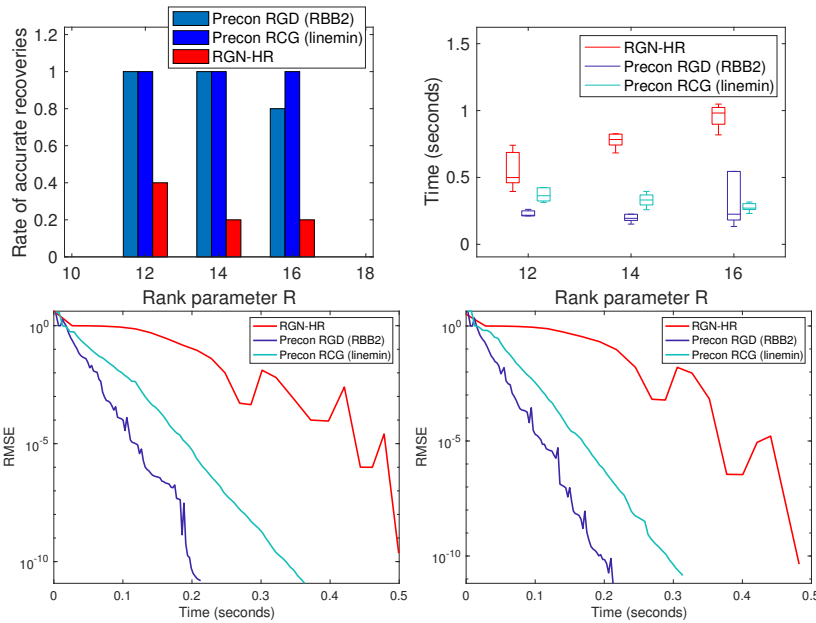 Precon RGD (RBB2)
Precon RCG (linemin)
RGN-HR
1.2
1
0.8
0.6
0.4
0.2
0
10 12 14 16 18
Rate of accurate recoveries
Rank parameter R
RGN-HR
Precon RGD (RBB2)
Precon RCG (linemin)
1.5
1
0.5
0
12 14 16
Time (seconds)
Rank parameter R
RGN-HR
Precon RGD (RBB2)
Precon RCG (linemin)
10^0
10^-5
10^-10
0 0.1 0.2 0.3 0.4 0.5
RMSE
Time (seconds)
RGN-HR
Precon RGD (RBB2)
Precon RCG (linemin)
10^0
10^-5
10^-10
0 0.1 0.2 0.3 0.4 0.5
RMSE
Time (seconds)